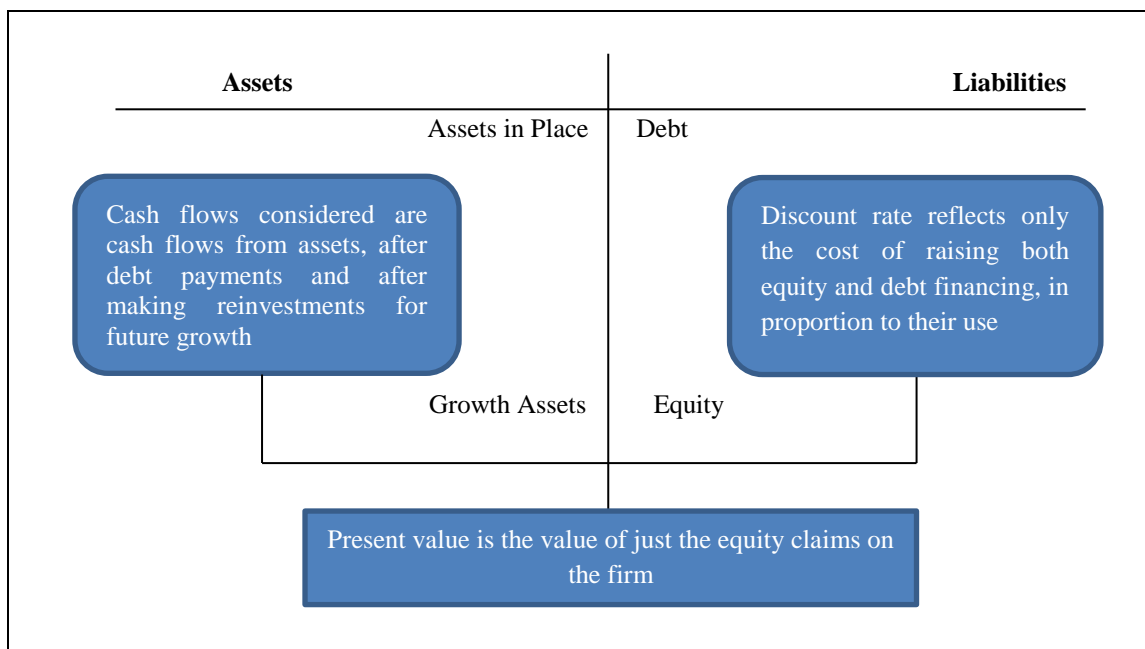 Assets
Liabilities
Assets in Place
Debt
Cash flows considered are
cash flows from assets, after
debt payments and after
making reinvestments for
future growth
Discount rate reflects only
the cost of raising both
equity and debt financing, in
proportion to their use
Growth Assets
Equity
Present value is the value of just the equity claims on
the firm